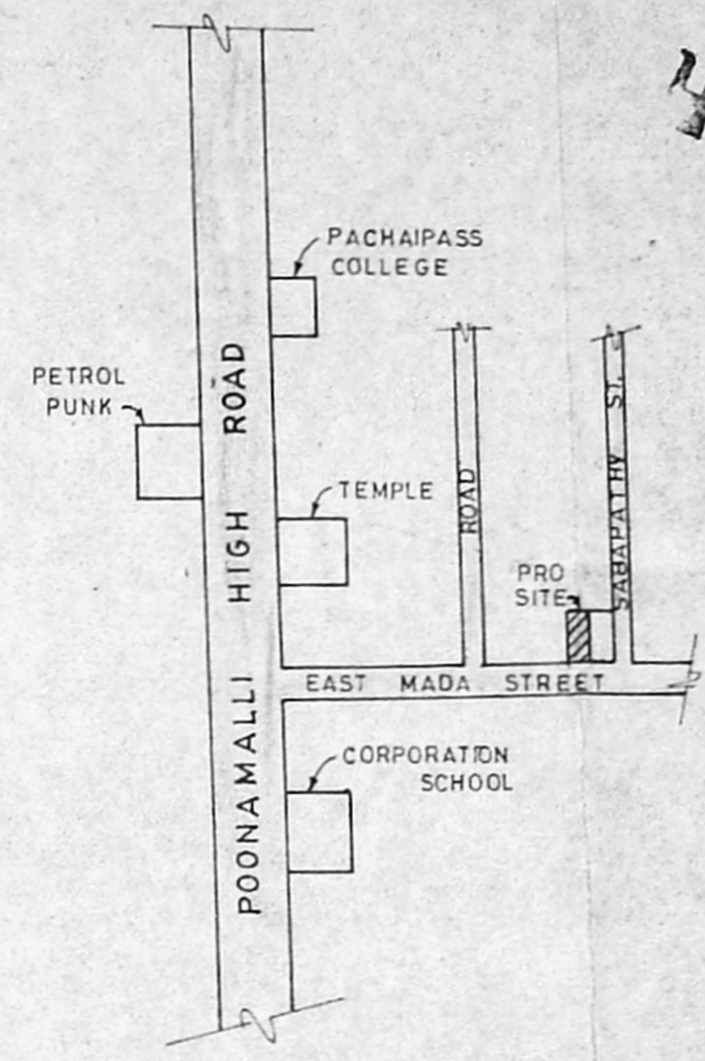 PACHAIPASS
COLLEGE
PETROL
PUNK
POONAMALLI HIGH ROAD
TEMPLE
ROAD
SABAPATHY ST.
PRO
SITE
EAST MADA STREET
CORPORATION
SCHOOL